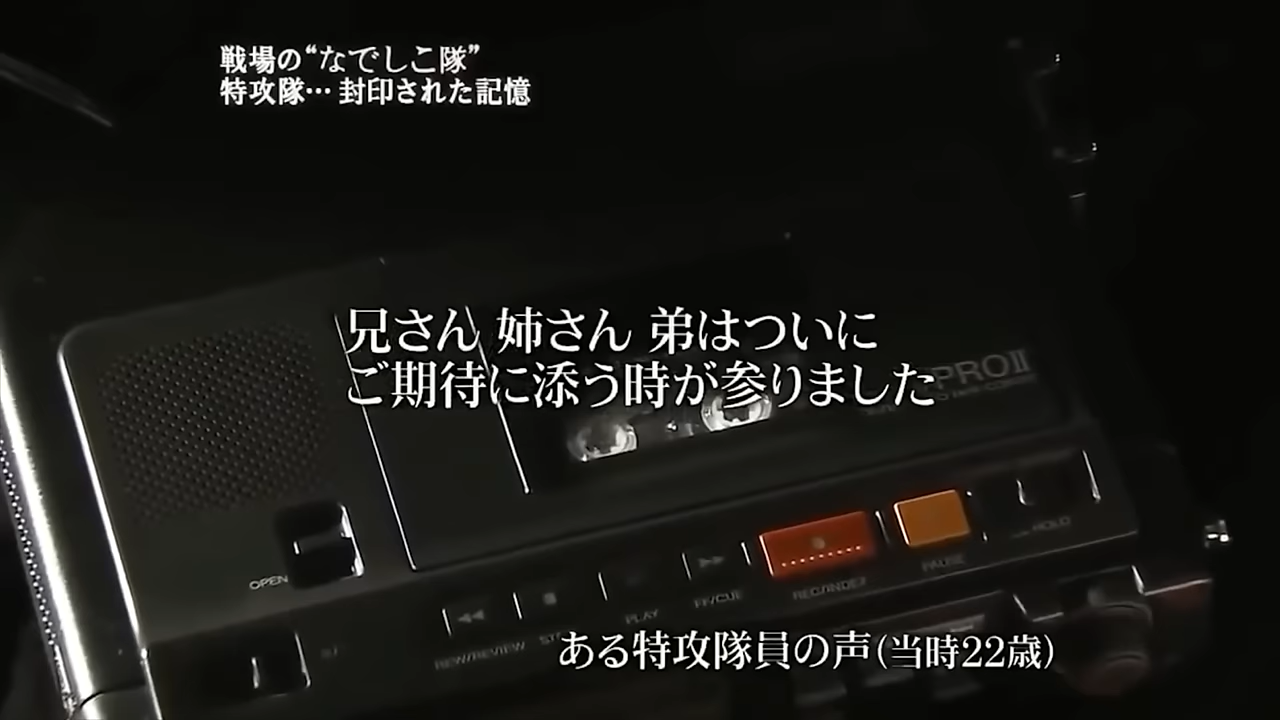 戦場の“なでしこ隊”
特攻隊… 封印された記憶
兄さん 姉さん 弟はついに
ご期待に添う時が参りました
PROⅡ
OPEN
REW/REVIEW
PLAY
FF/CUE
REC/INDEX
PAUSE
HOLD
ある特攻隊員の声(当時22歳)